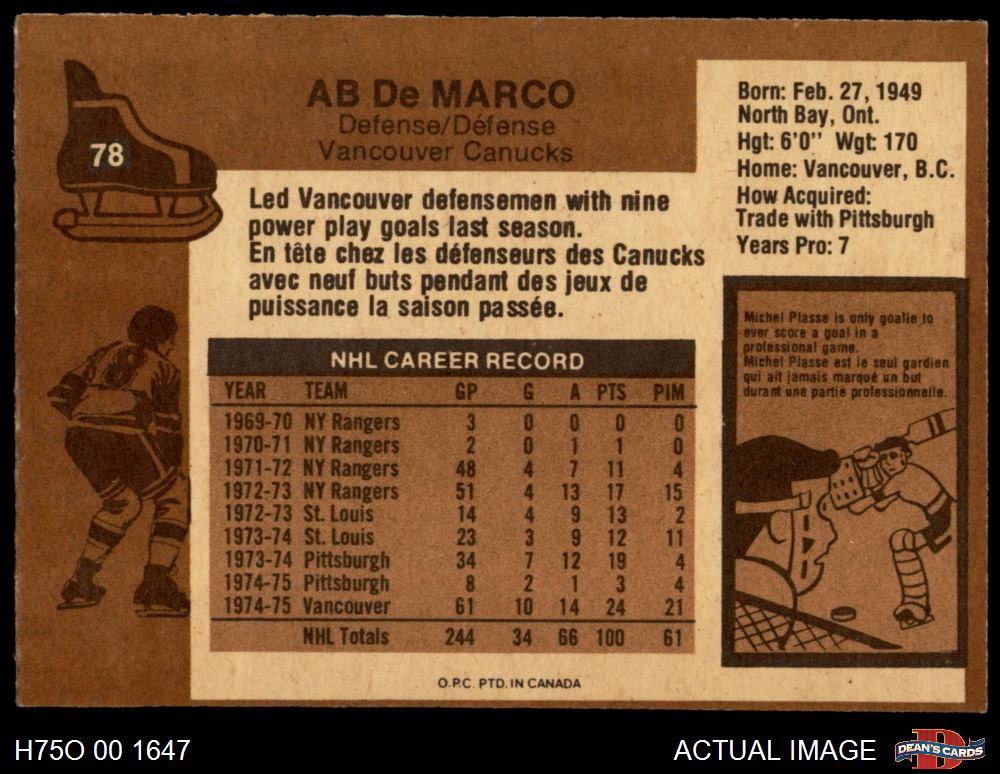 78
AB De MARCO
Defense/Défense
Vancouver Canucks
Born: Feb. 27, 1949
North Bay, Ont.
Hgt: 6'0" Wgt: 170
Home: Vancouver, B.C.
How Acquired:
Trade with Pittsburgh
Years Pro: 7
Led Vancouver defensemen with nine
power play goals last season.
En tête chez les défenseurs des Canucks
avec neuf buts pendant des jeux de
puissance la saison passée.
NHL CAREER RECORD
YEAR TEAM GP G A PTS PIM
1969-70 NY Rangers 3 0 0 0 0
1970-71 NY Rangers 2 0 1 1 0
1971-72 NY Rangers 48 4 7 11 4
1972-73 NY Rangers 51 4 13 17 15
1972-73 St. Louis 14 4 9 13 2
1973-74 St. Louis 23 3 9 12 11
1973-74 Pittsburgh 34 7 12 19 4
1974-75 Pittsburgh 8 2 1 3 4
1974-75 Vancouver 61 10 14 24 21
NHL Totals 244 34 66 100 61
Michel Plasse is only goalie to
ever score a goal in a
professional game.
Michel Plasse est le seul gardien
qui ait jamais marqué un but
durant une partie professionnelle.
O.P.C. PTD. IN CANADA
H75O 00 1647
ACTUAL IMAGE
DEAN'S CARDS